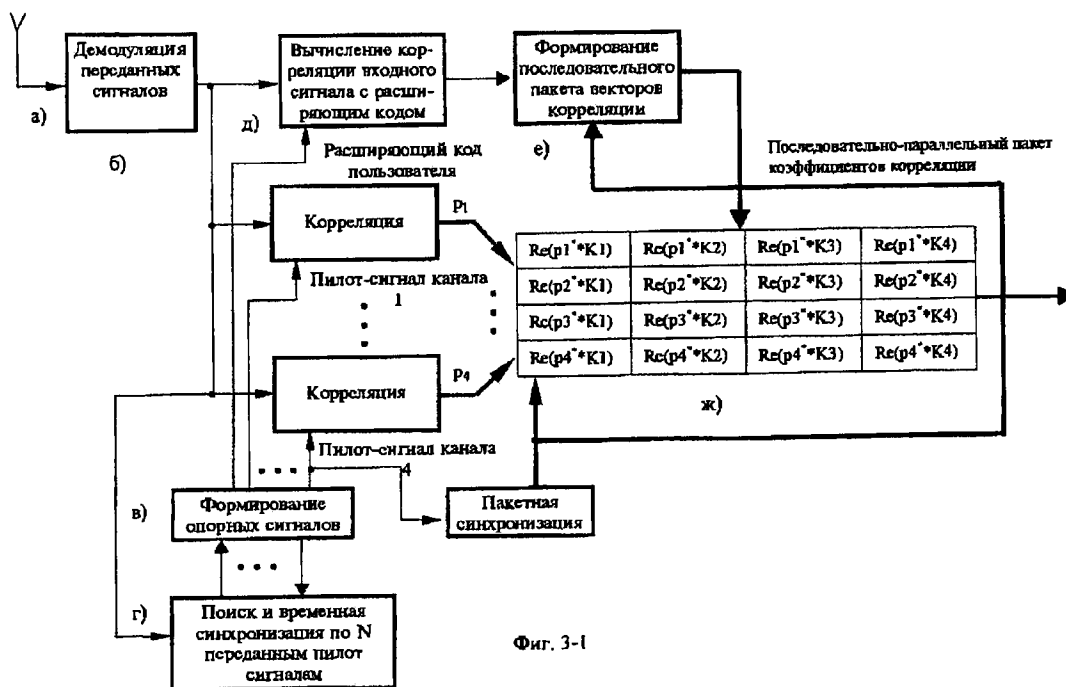 Демодуляция
переданных
сигналов
а)
б)
Вычисление кор-
реляции входного
сигнала с расши-
ряющим кодом
д)
Формирование
последовательного
пакета векторов
корреляции
е)
Последовательно-параллельный пакет
коэффициентов корреляции
Расширяющий код
пользователя
Корреляция
P1
Пилот-сигнал канала
1
Re(p1*K1) Re(p1*K2) Re(p1*K3) Re(p1*K4)
Re(p2*K1) Re(p2*K2) Re(p2*K3) Re(p2*K4)
Re(p3*K1) Re(p3*K2) Re(p3*K3) Re(p3*K4)
Re(p4*K1) Re(p4*K2) Re(p4*K3) Re(p4*K4)
ж)
Корреляция
P4
Пилот-сигнал канала
4
в)
Формирование
опорных сигналов
Пакетная
синхронизация
г)
Поиск и временная
синхронизация по N
переданным пилот
сигналам
Фиг. 3-1